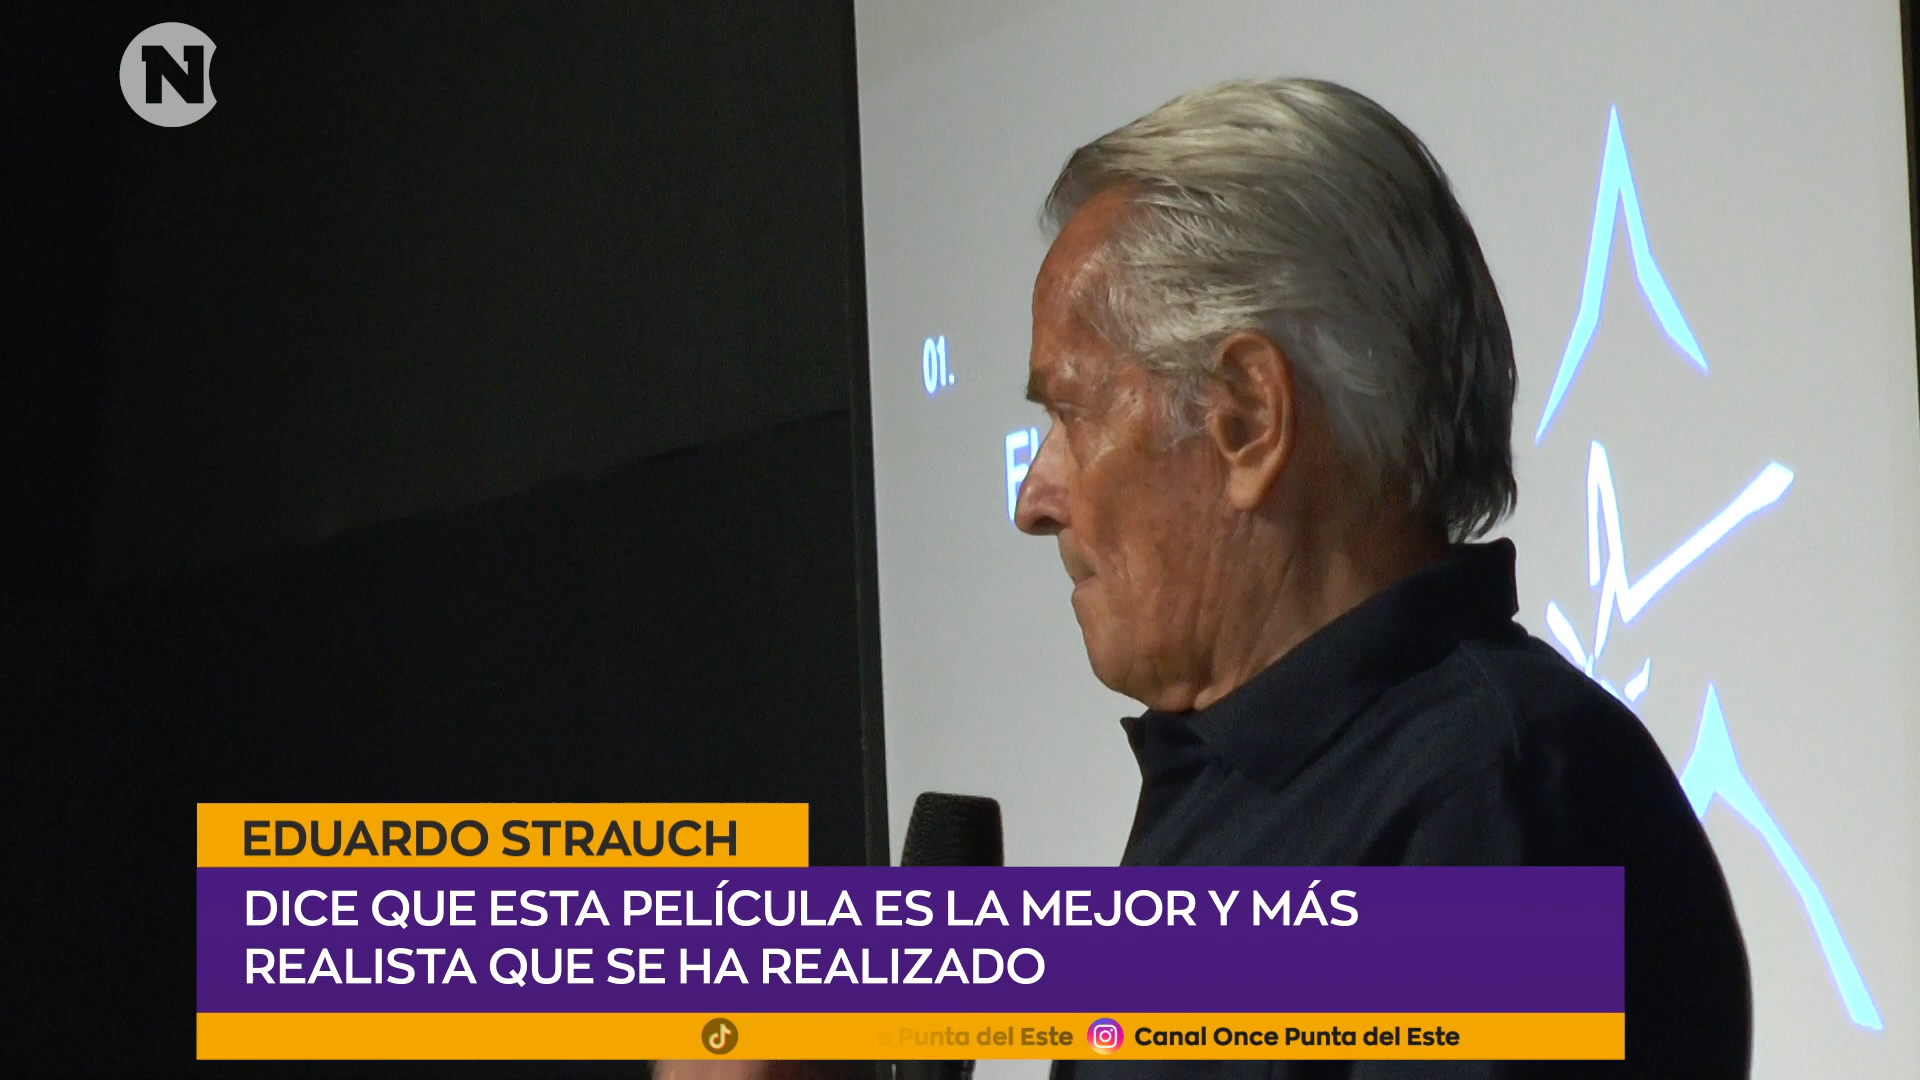 N
01.
EDUARDO STRAUCH
DICE QUE ESTA PELÍCULA ES LA MEJOR Y MÁS
REALISTA QUE SE HA REALIZADO
Punta del Este
Canal Once Punta del Este